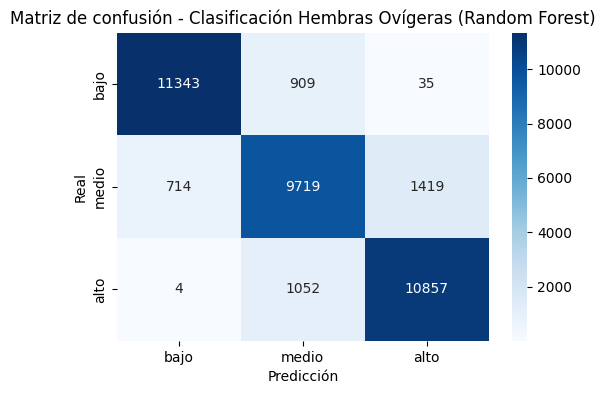 Matriz de confusión - Clasificación Hembras Ovígeras (Random Forest)
bajo 11343 909 35
medio 714 9719 1419
alto 4 1052 10857
Real
bajo medio alto
Predicción
10000
8000
6000
4000
2000